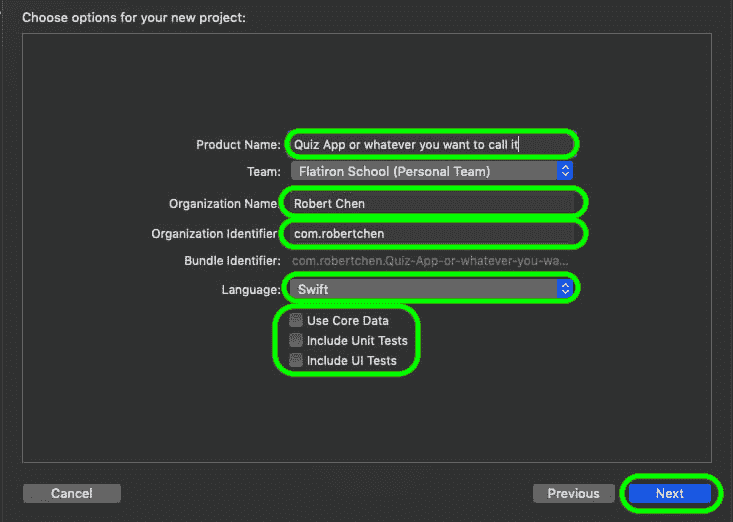 Choose options for your new project:
Product Name: Quiz App or whatever you want to call it
Team: Flatiron School (Personal Team)
Organization Name: Robert Chen
Organization Identifier: com.robertchen
Bundle Identifier: com.robertchen.Quiz-App-or-whatever-you-wa...
Language: Swift
Use Core Data
Include Unit Tests
Include UI Tests
Cancel Previous Next